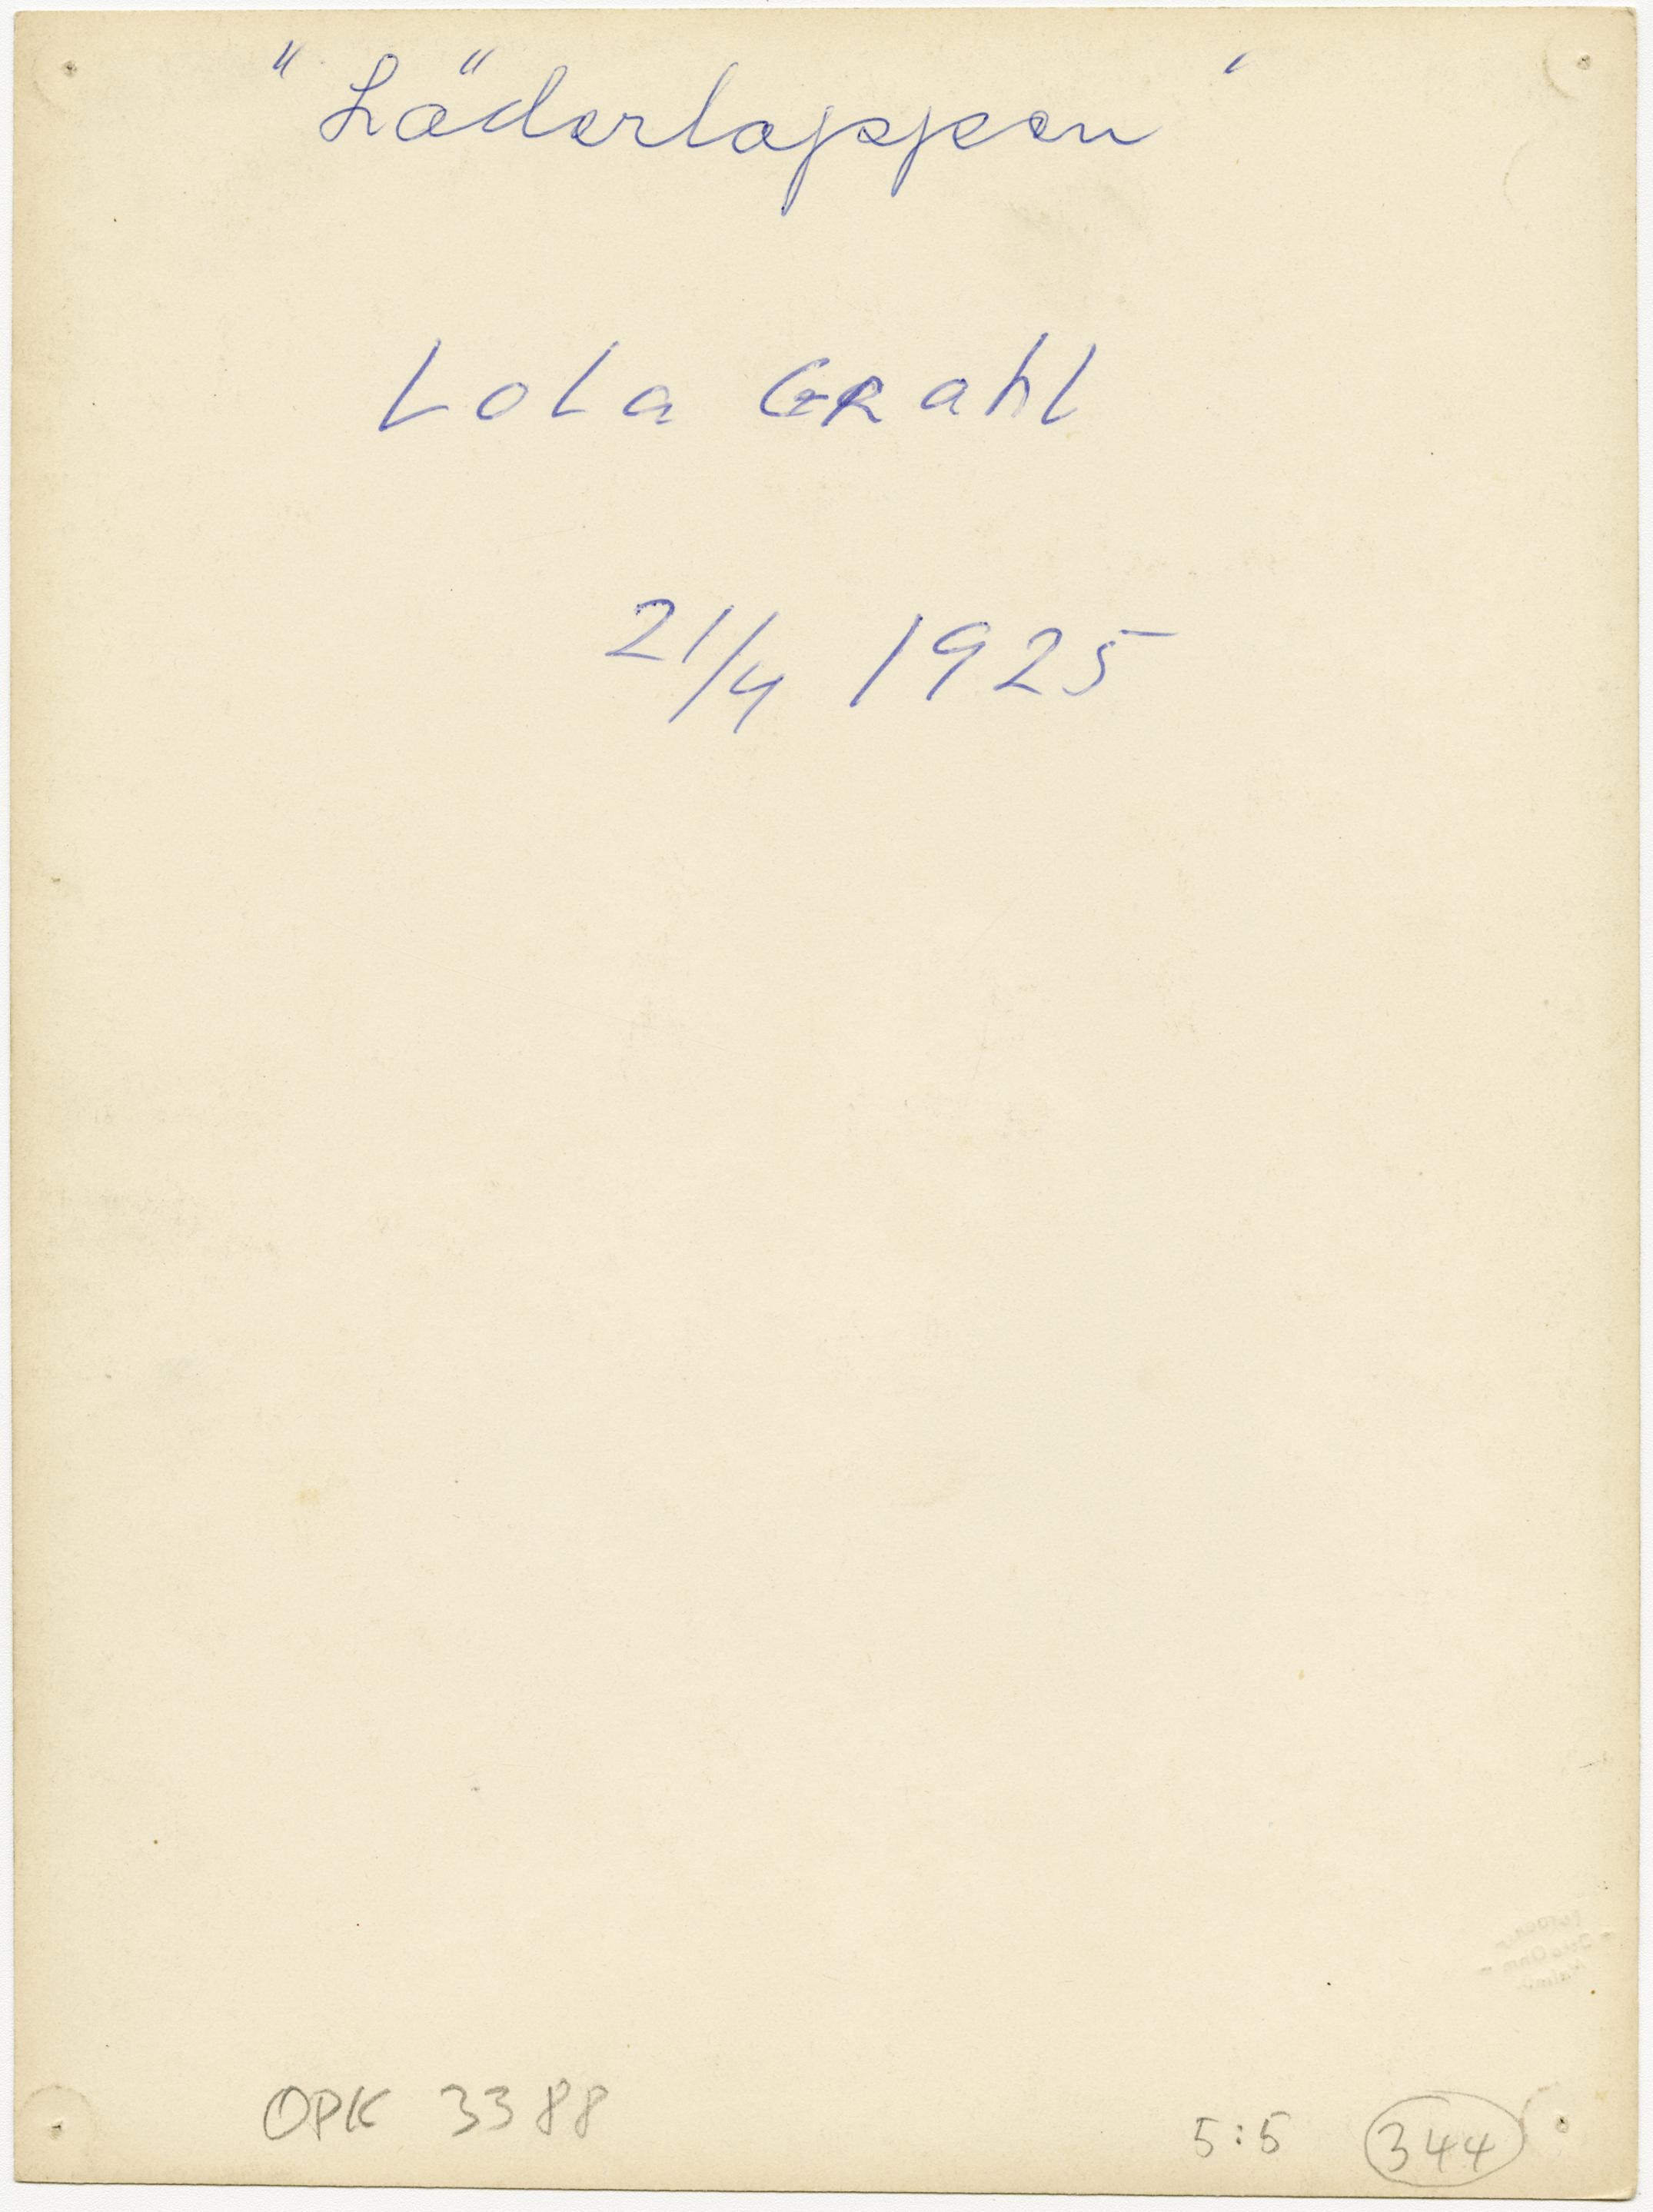 "Läderlappen"
Lola Grahl
21/4 1925
OPK 3388
5:5 344